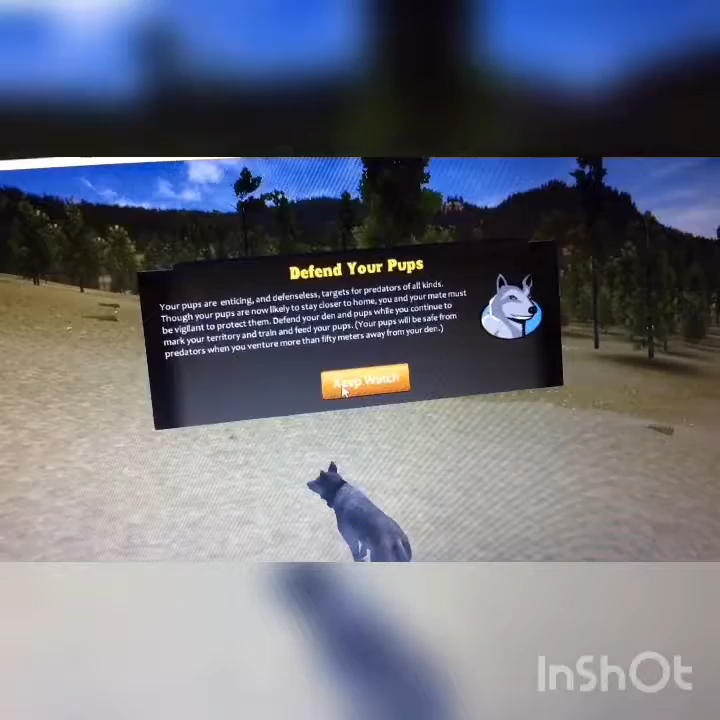 Defend Your Pups
Your pups are enticing, and defenseless, targets for predators of all kinds.
Though your pups are now likely to stay closer to home, you and your mate must
be vigilant to protect them. Defend your den and pups while you continue to
mark your territory and train and feed your pups. (Your pups will be safe from
predators when you venture more than fifty meters away from your den.)
Keep Watch
InShOt